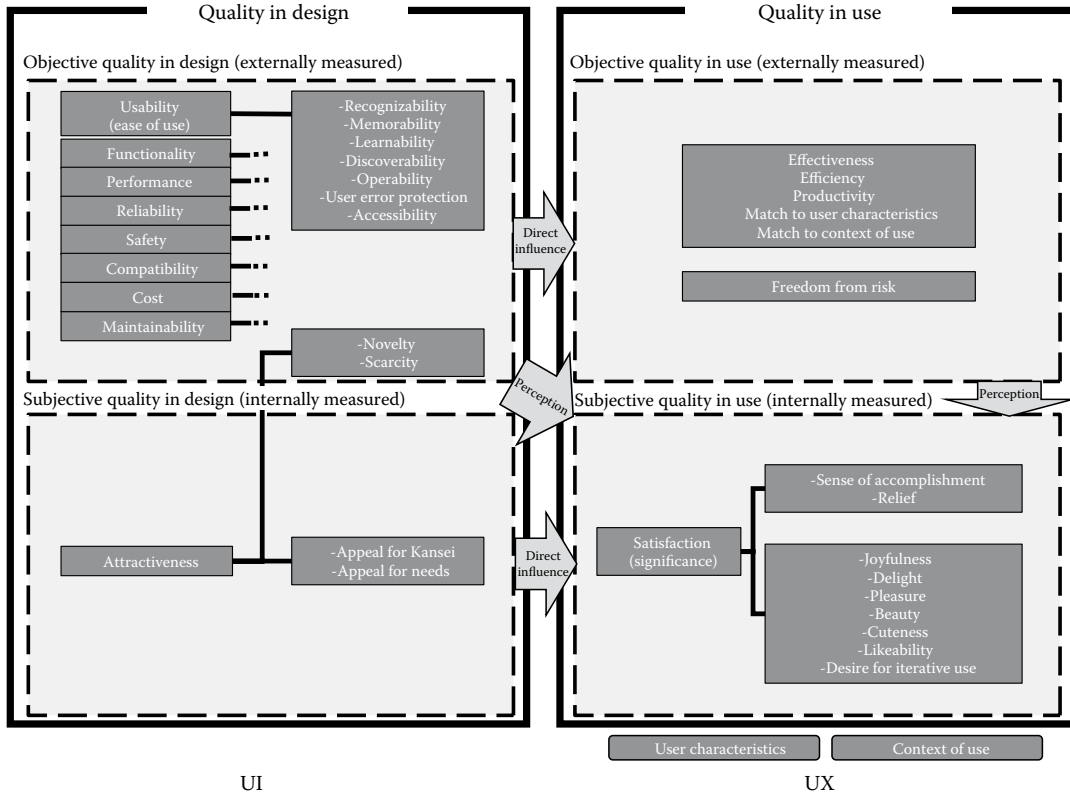 Quality in design
Objective quality in design (externally measured)
Usability
(ease of use)
Functionality
Performance
Reliability
Safety
Compatibility
Cost
Maintainability
-Recognizability
-Memorability
-Learnability
-Discoverability
-Operability
-User error protection
-Accessibility
-Novelty
-Scarcity
Subjective quality in design (internally measured)
Attractiveness
-Appeal for Kansei
-Appeal for needs
Direct
influence
Perception
Direct
influence
Quality in use
Objective quality in use (externally measured)
Effectiveness
Efficiency
Productivity
Match to user characteristics
Match to context of use
Freedom from risk
Perception
Subjective quality in use (internally measured)
Satisfaction
(significance)
-Sense of accomplishment
-Relief
-Joyfulness
-Delight
-Pleasure
-Beauty
-Cuteness
-Likeability
-Desire for iterative use
User characteristics
Context of use
UI
UX